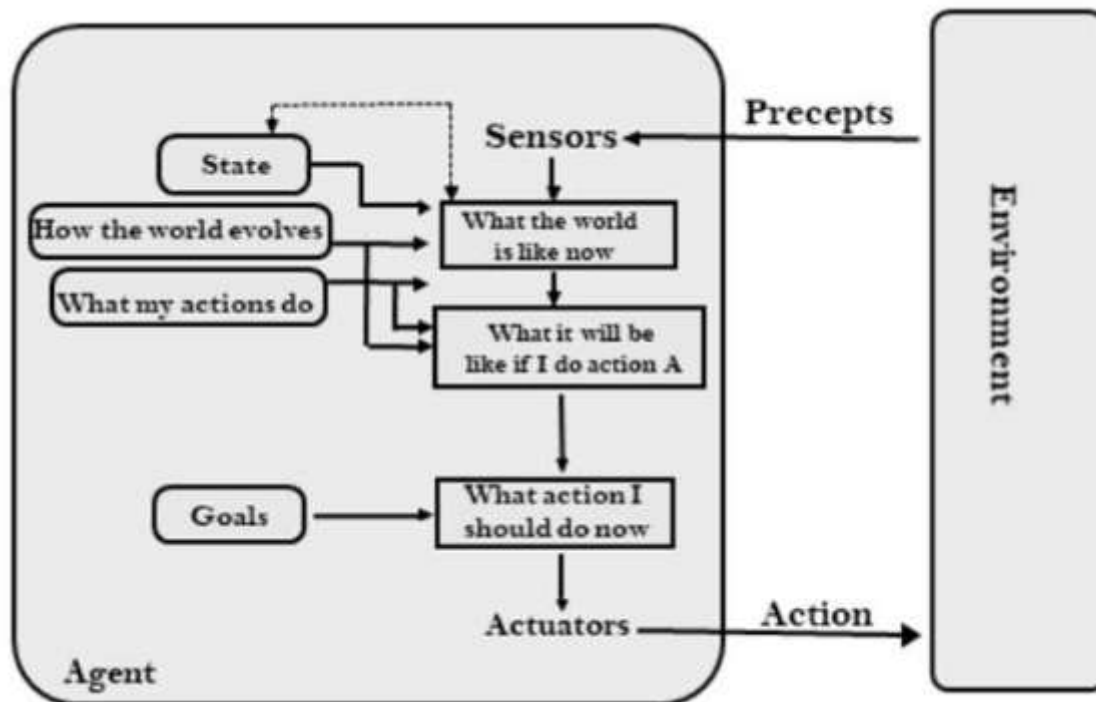 Precepts
Sensors
State
What the world
is like now
How the world evolves
What my actions do
What it will be
like if I do action A
Environment
Goals
What action I
should do now
Actuators
Action
Agent